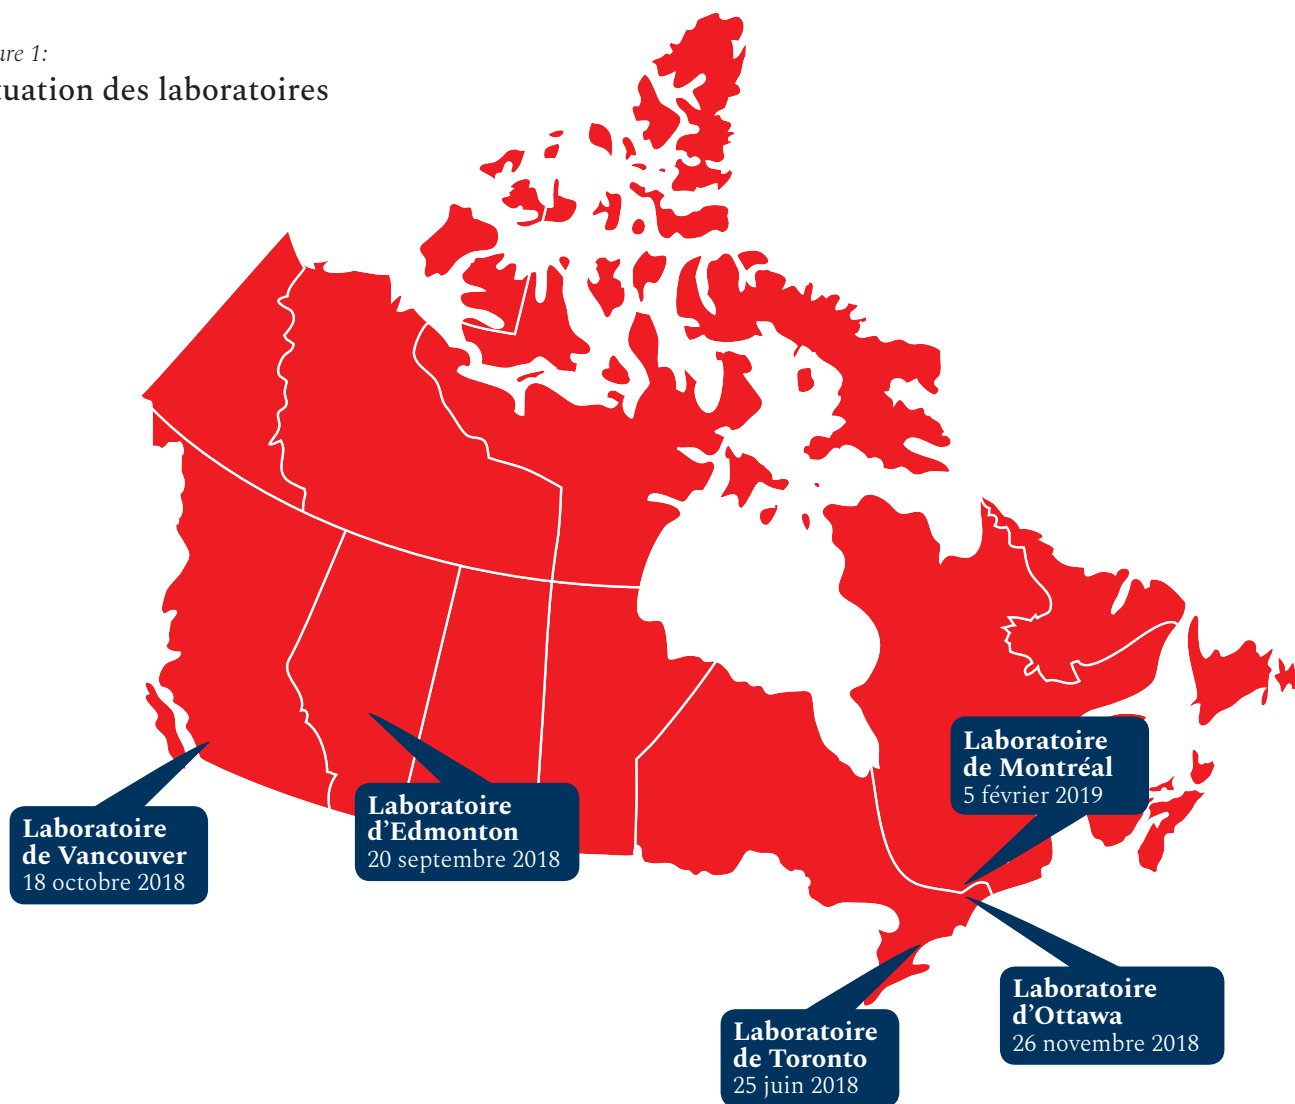 ure 1:
tuation des laboratoires
Laboratoire
de Montréal
5 février 2019
Laboratoire
d’Edmonton
20 septembre 2018
Laboratoire
de Vancouver
18 octobre 2018
Laboratoire
d’Ottawa
26 novembre 2018
Laboratoire
de Toronto
25 juin 2018